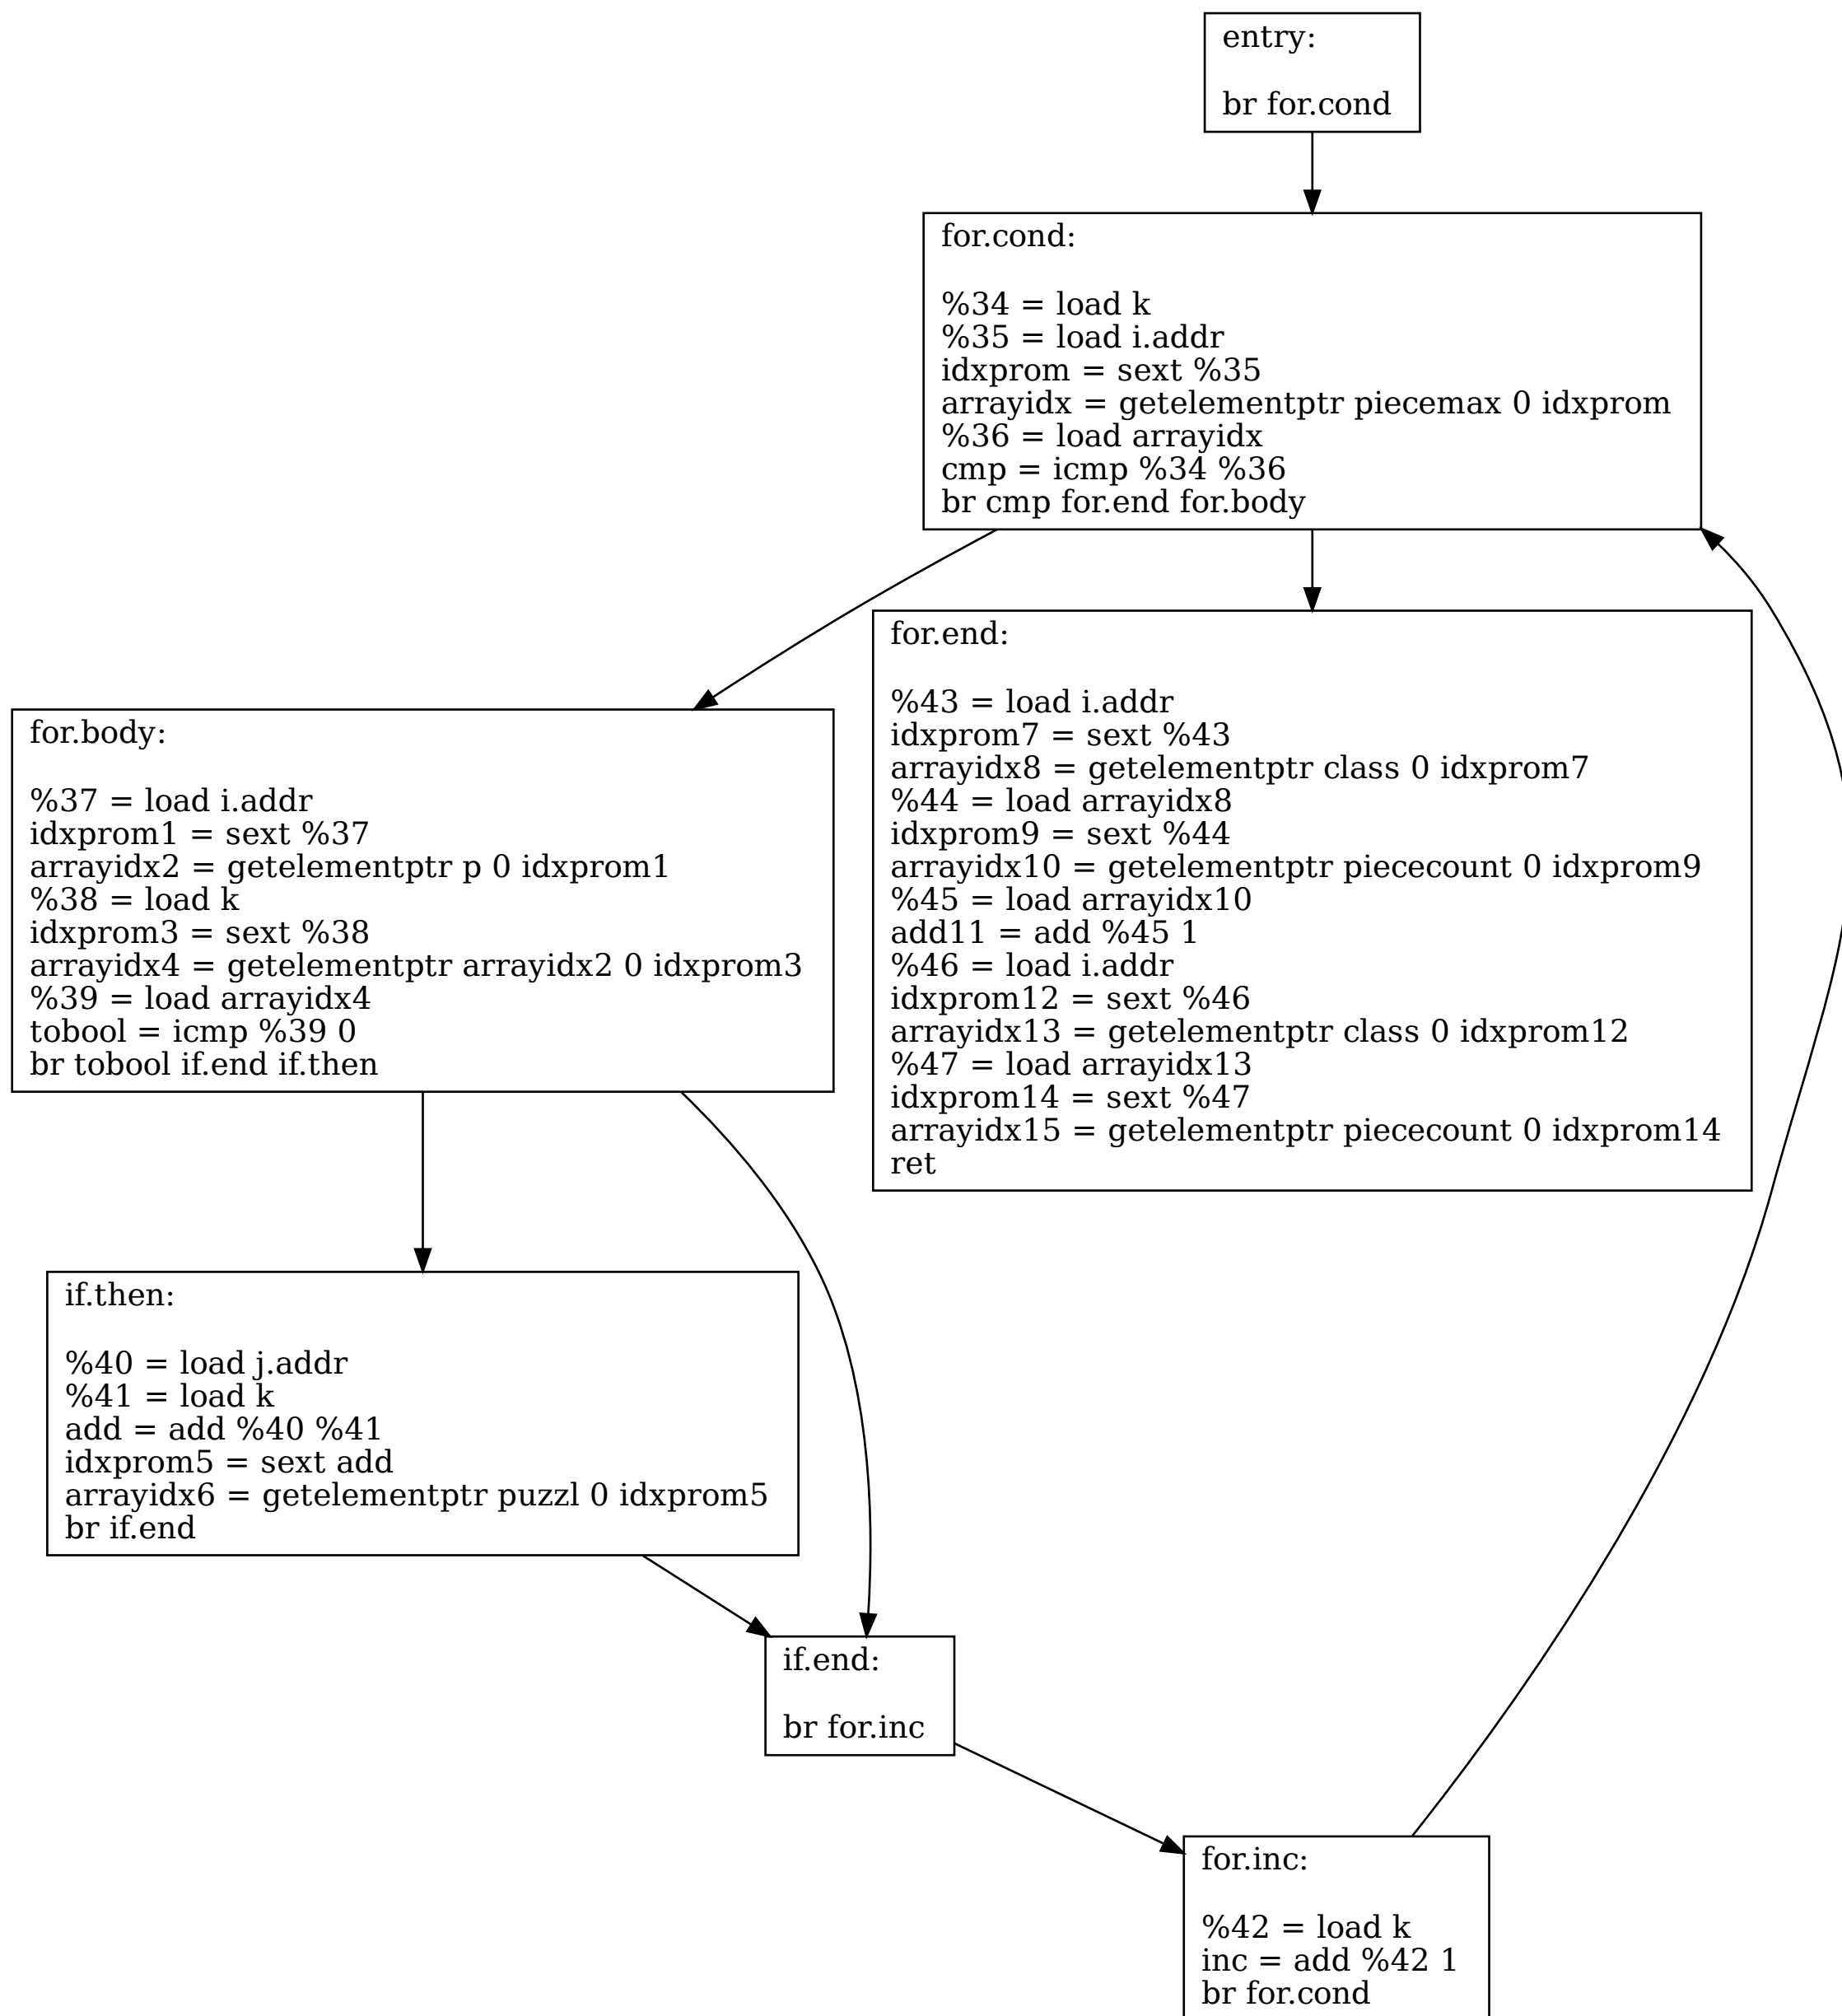 entry:
br for.cond
for.cond:
%34 = load k
%35 = load i.addr
idxprom = sext %35
arrayidx = getelementptr piecemax 0 idxprom
%36 = load arrayidx
cmp = icmp %34 %36
br cmp for.end for.body
for.end:
%43 = load i.addr
idxprom7 = sext %43
arrayidx8 = getelementptr class 0 idxprom7
%44 = load arrayidx8
idxprom9 = sext %44
arrayidx10 = getelementptr piececount 0 idxprom9
%45 = load arrayidx10
add11 = add %45 1
%46 = load i.addr
idxprom12 = sext %46
arrayidx13 = getelementptr class 0 idxprom12
%47 = load arrayidx13
idxprom14 = sext %47
arrayidx15 = getelementptr piececount 0 idxprom14
ret
for.body:
%37 = load i.addr
idxprom1 = sext %37
arrayidx2 = getelementptr p 0 idxprom1
%38 = load k
idxprom3 = sext %38
arrayidx4 = getelementptr arrayidx2 0 idxprom3
%39 = load arrayidx4
tobool = icmp %39 0
br tobool if.end if.then
if.then:
%40 = load j.addr
%41 = load k
add = add %40 %41
idxprom5 = sext add
arrayidx6 = getelementptr puzzl 0 idxprom5
br if.end
if.end:
br for.inc
for.inc:
%42 = load k
inc = add %42 1
br for.cond